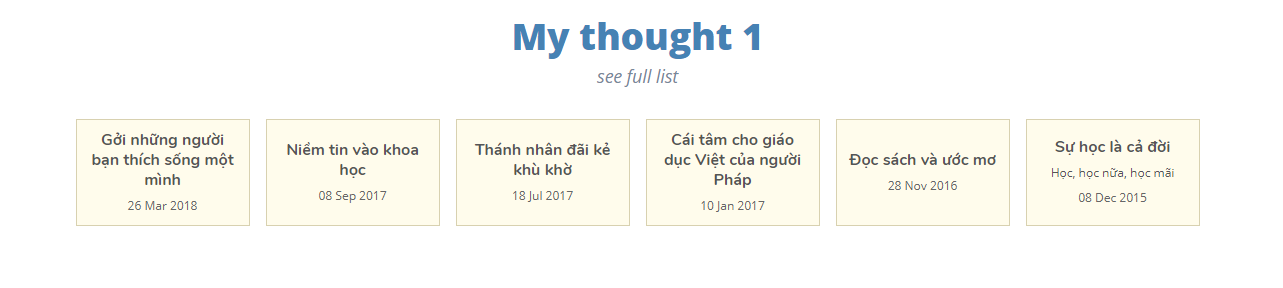 My thought 1
see full list
Gởi những người
bạn thích sống một
mình
26 Mar 2018
Niềm tin vào khoa
học
08 Sep 2017
Thánh nhân đãi kẻ
khù khờ
18 Jul 2017
Cái tâm cho giáo
dục Việt của người
Pháp
10 Jan 2017
Đọc sách và ước mơ
28 Nov 2016
Sự học là cả đời
Học, học nữa, học mãi
08 Dec 2015